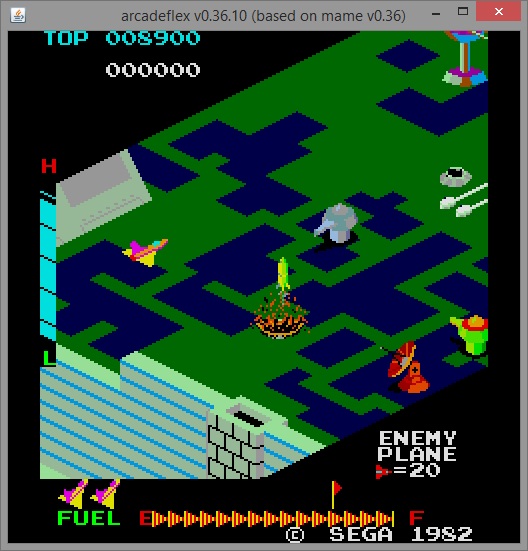 arcadeflex v0.36.10 (based on mame v0.36)
TOP 008900
000000
H
L
ENEMY
PLANE
=20
FUEL E F
© SEGA 1982